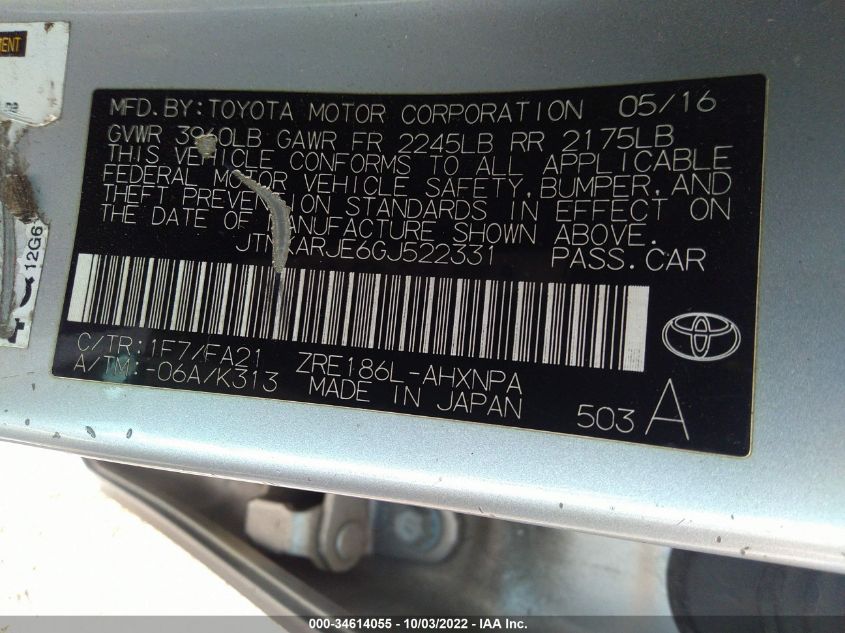 MENT
12G6
MFD.BY:TOYOTA MOTOR CORPORATION 05/16
GVWR 3960LB GAWR FR 2245LB RR 2175LB
THIS VEHICLE CONFORMS TO ALL APPLICABLE
FEDERAL MOTOR VEHICLE SAFETY, BUMPER, AND
THEFT PREVENTION STANDARDS IN EFFECT ON
THE DATE OF MANUFACTURE SHOWN ABOVE.
PASS.CAR
C/TR:1F7/FA21 ZRE186L-AHXNPA
A/TM:-06A/K313 MADE IN JAPAN
503 A
000-34614055 - 10/03/2022 - IAA Inc.